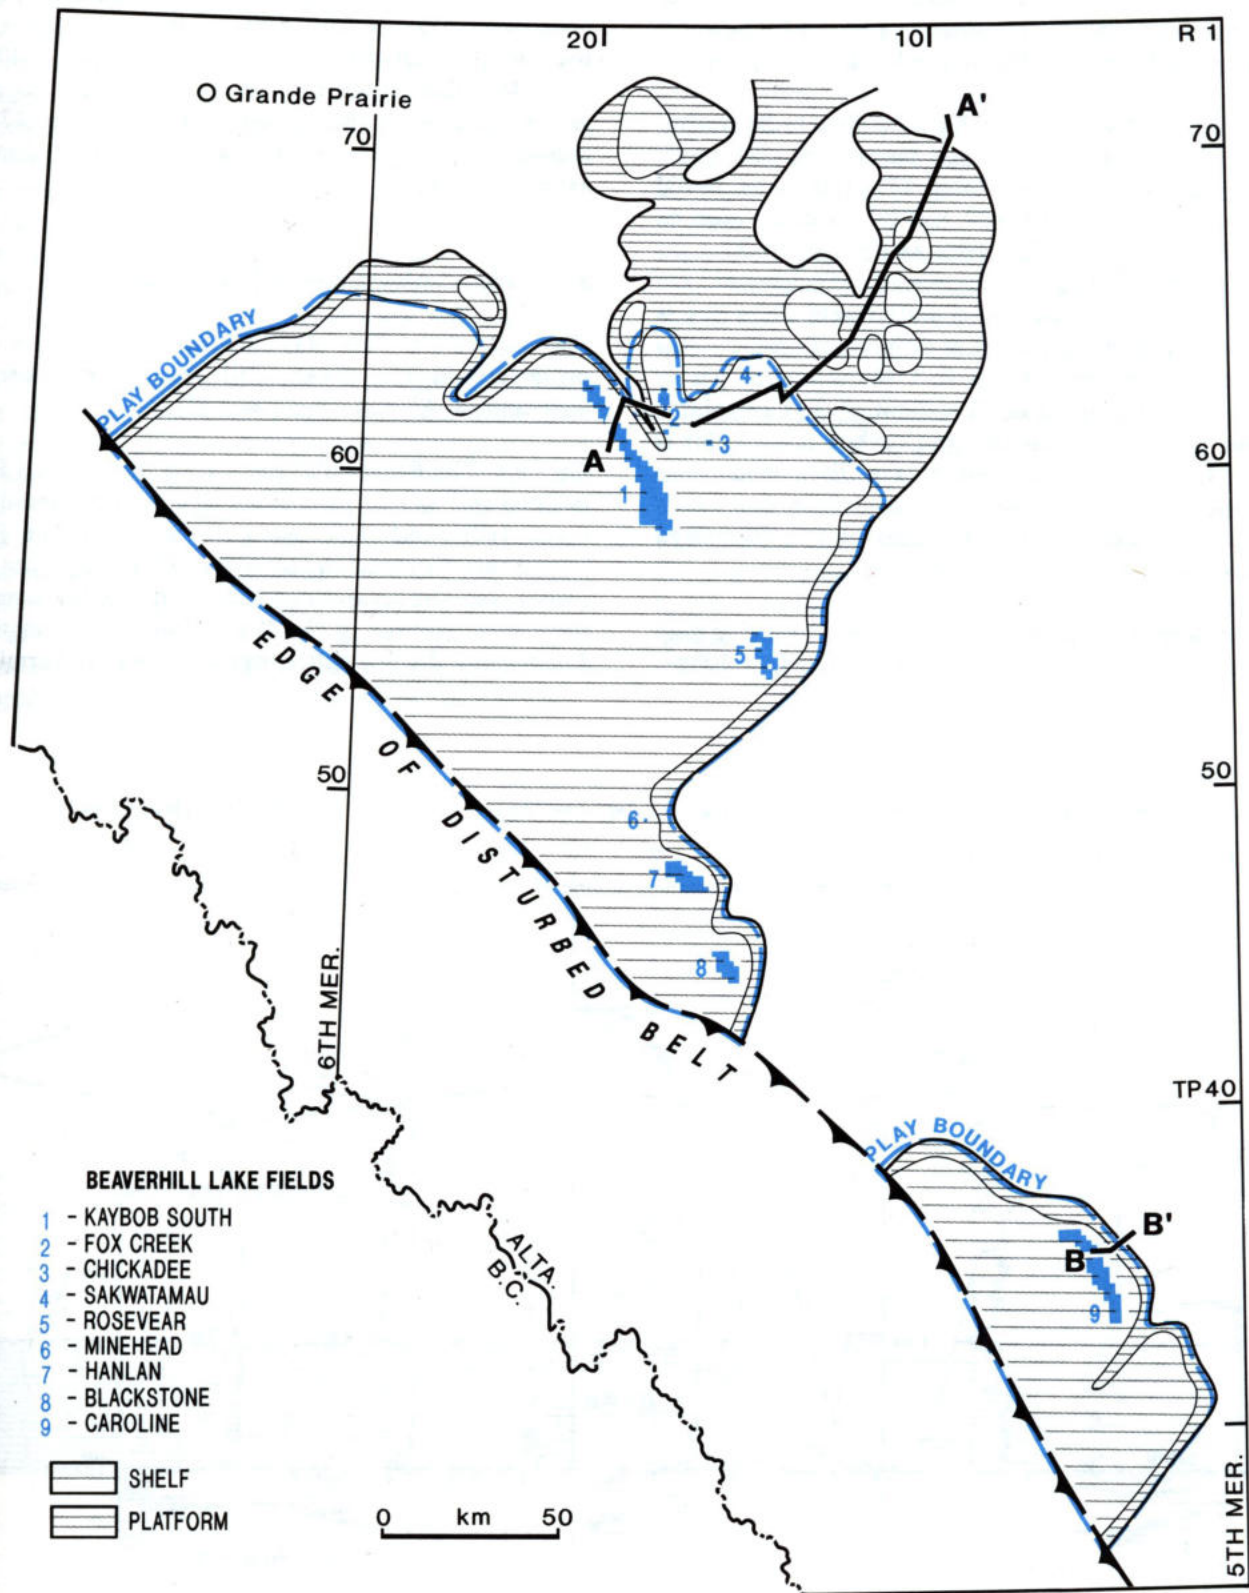 20
10
R 1
Grande Prairie
A'
70
70
PLAY BOUNDARY
4
2
3
A
60
60
1
5
EDGE OF DISTURBED BELT
50
50
6
7
8
6TH MER.
TP 40
PLAY BOUNDARY
B'
B
9
ALTA.
B.C.
BEAVERHILL LAKE FIELDS
1 - KAYBOB SOUTH
2 - FOX CREEK
3 - CHICKADEE
4 - SAKWATAMAU
5 - ROSEVEAR
6 - MINEHEAD
7 - HANLAN
8 - BLACKSTONE
9 - CAROLINE
SHELF
PLATFORM
0 km 50
5TH MER.